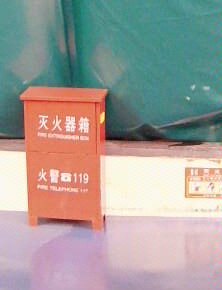 灭火器箱
FIRE EXTINGUISHER BOX
火警☎119
FIRE TELEPHONE 119